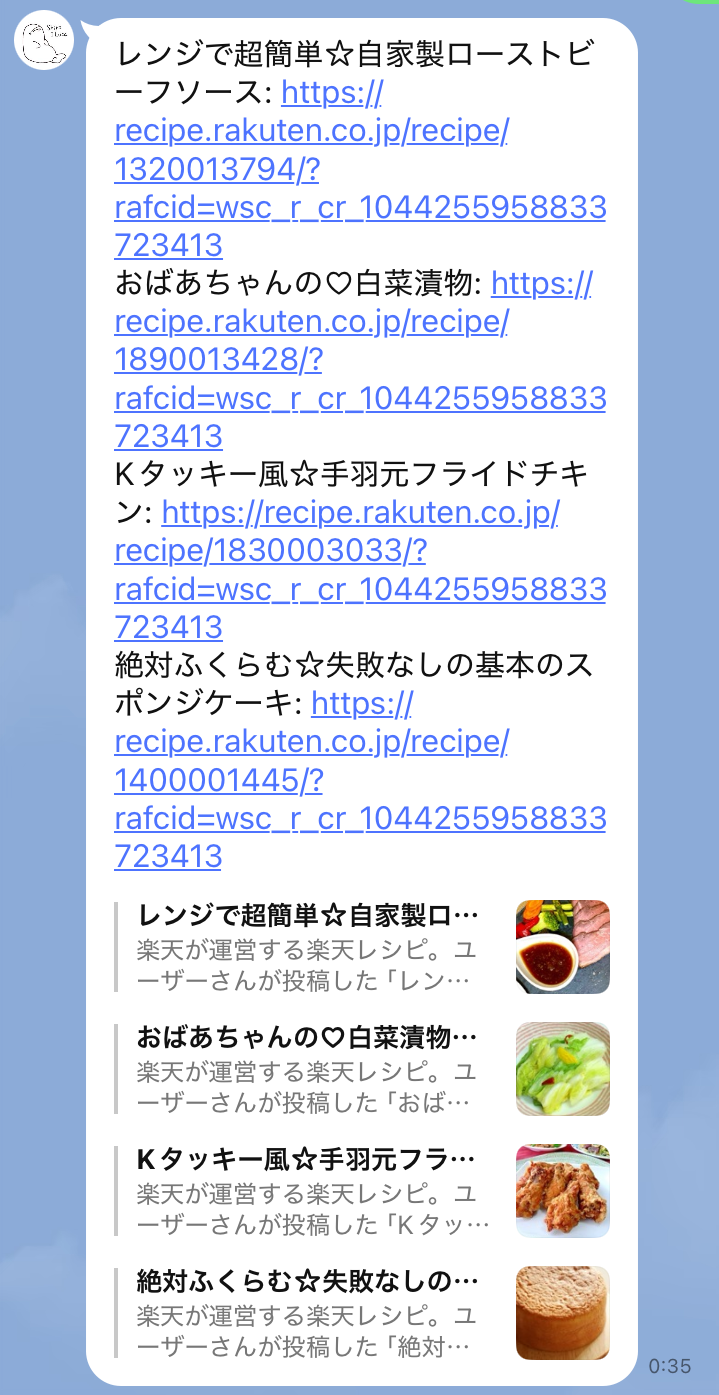 レンジで超簡単☆自家製ローストビ
ーフソース: https://
recipe.rakuten.co.jp/recipe/
1320013794/?
rafcid=wsc_r_cr_1044255958833
723413
おばあちゃんの♡白菜漬物: https://
recipe.rakuten.co.jp/recipe/
1890013428/?
rafcid=wsc_r_cr_1044255958833
723413
Kタッキー風☆手羽元フライドチキ
ン: https://recipe.rakuten.co.jp/
recipe/1830003033/?
rafcid=wsc_r_cr_1044255958833
723413
絶対ふくらむ☆失敗なしの基本のス
ポンジケーキ: https://
recipe.rakuten.co.jp/recipe/
1400001445/?
rafcid=wsc_r_cr_1044255958833
723413
レンジで超簡単☆自家製ロ…
楽天が運営する楽天レシピ。ユ
ーザーさんが投稿した「レン…
おばあちゃんの♡白菜漬物…
楽天が運営する楽天レシピ。ユ
ーザーさんが投稿した「おば…
Kタッキー風☆手羽元フラ…
楽天が運営する楽天レシピ。ユ
ーザーさんが投稿した「Kタッ…
絶対ふくらむ☆失敗なしの…
楽天が運営する楽天レシピ。ユ
ーザーさんが投稿した「絶対…
0:35